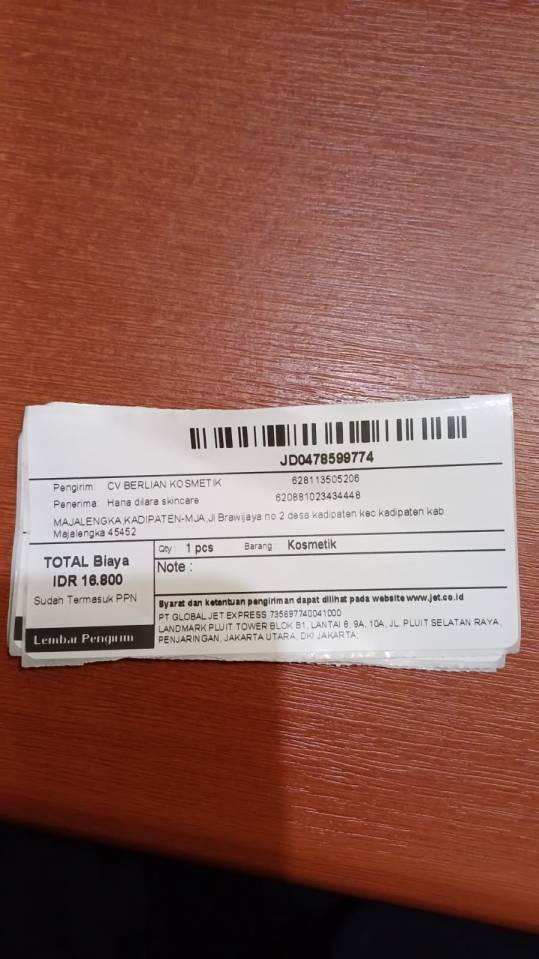 JD0478599774
Pengirim: CV BERLIAN KOSMETIK 628113505206
Penerima: Hana dilara skincare 620881023434448
MAJALENGKA,KADIPATEN-MJA,Jl Brawijaya no 2 desa kadipaten kec kadipaten kab
Majalengka 45452
TOTAL Biaya
IDR 16.800
Sudah Termasuk PPN
Lembar Pengirim
Qty: 1 pcs Barang Kosmetik
Note :
Syarat dan ketentuan pengiriman dapat dilihat pada website www.jet.co.id
PT GLOBAL JET EXPRESS 735697740041000
LANDMARK PLUIT TOWER BLOK B1, LANTAI 8, 9A, 10A, JL. PLUIT SELATAN RAYA,
PENJARINGAN, JAKARTA UTARA, DKI JAKARTA;